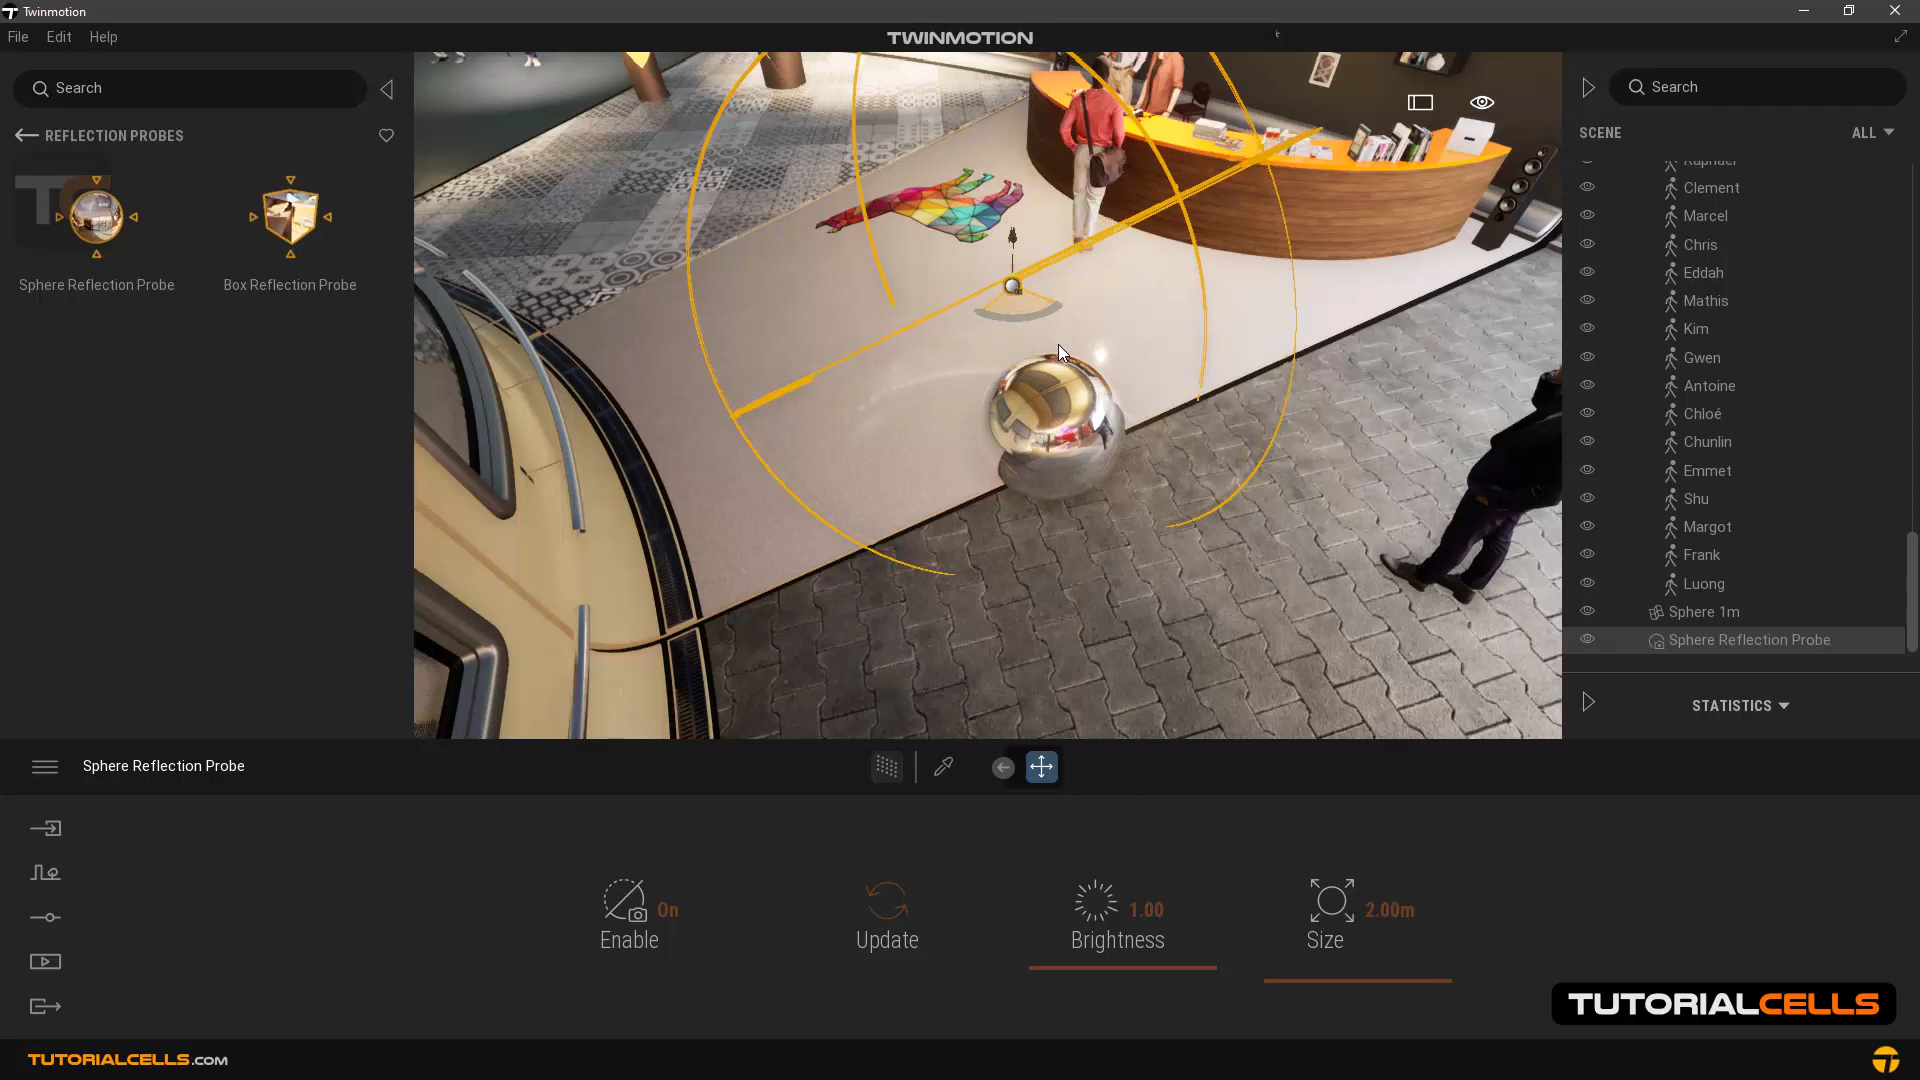 Twinmotion
File Edit Help
TWINMOTION
Search
REFLECTION PROBES
Sphere Reflection Probe
Box Reflection Probe
Search
SCENE
ALL
Raphael
Clement
Marcel
Chris
Eddah
Mathis
Kim
Gwen
Antoine
Chloé
Chunlin
Emmet
Shu
Margot
Frank
Luong
Sphere 1m
Sphere Reflection Probe
STATISTICS
Sphere Reflection Probe
On
Enable
Update
1.00
Brightness
2.00m
Size
TUTORIALCELLS
TUTORIALCELLS.COM